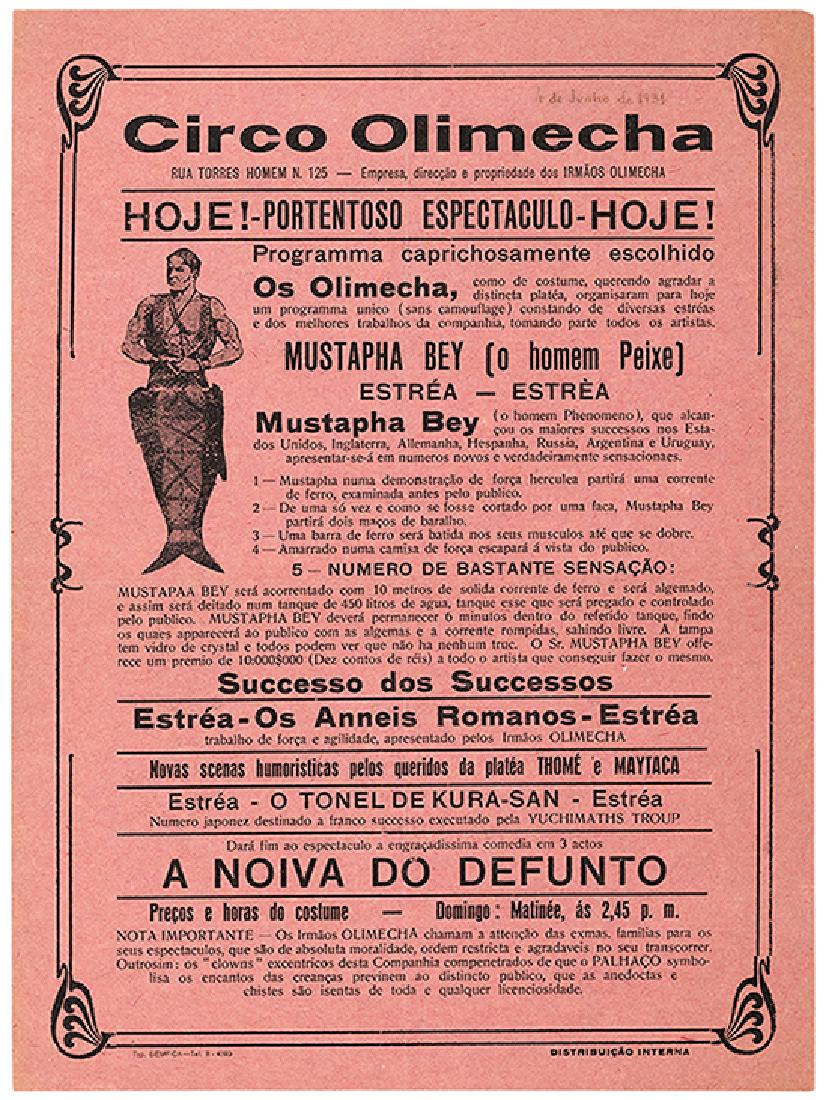 de Junho de 1931
Circo Olimecha
RUA TORRES HOMEM N. 125 — Empresa, direcção e propriedade dos IRMÃOS OLIMECHA
HOJE!-PORTENTOSO ESPECTACULO-HOJE!
Programma caprichosamente escolhido
Os Olimecha, como de costume, querendo agradar a
distincta platéa, organisaram para hoje
um programma unico (sans camouflage) constando de diversas estréas
e dos melhores trabalhos da companhia, tomando parte todos os artistas.
MUSTAPHA BEY (o homem Peixe)
ESTRÉA — ESTRÈA
Mustapha Bey (o homem Phenomeno), que alcan-
çou os maiores successos nos Esta-
dos Unidos, Inglaterra, Allemanha, Hespanha, Russia, Argentina e Uruguay,
apresentar-se-á em numeros novos e verdadeiramente sensacionaes.
1 — Mustapha numa demonstração de força herculea partirá uma corrente
de ferro, examinada antes pelo publico.
2 — De uma só vez e como se fosse cortado por uma faca, Mustapha Bey
partirá dois maços de baralho.
3 — Uma barra de ferro será batida nos seus musculos até que se dobre.
4 — Amarrado numa camisa de força escapará á vista do publico.
5 — NUMERO DE BASTANTE SENSAÇÃO:
MUSTAPAA BEY será acorrentado com 10 metros de solida corrente de ferro e será algemado,
e assim será deitado num tanque de 450 litros de agua, tanque esse que será pregado e controlado
pelo publico. MUSTAPHA BEY deverá permanecer 6 minutos dentro do referido tanque, findo
os quaes apparecerá ao publico com as algemas e a corrente rompidas, sahindo livre. A tampa
tem vidro de crystal e todos podem ver que não ha nenhum truc. O Sr. MUSTAPHA BEY offe-
rece um premio de 10:000$000 (Dez contos de réis) a todo o artista que conseguir fazer o mesmo.
Successo dos Successos
Estréa-Os Anneis Romanos-Estréa
trabalho de força e agilidade, apresentado pelos Irmãos OLIMECHA
Novas scenas humoristicas pelos queridos da platéa THOMÉ e MAYTACA
Estréa - O TONEL DE KURA-SAN - Estréa
Numero japonez destinado a franco successo executado pela YUCHIMATHS TROUP
Dará fim ao espectaculo a engraçadissima comedia em 3 actos
A NOIVA DO DEFUNTO
Preços e horas do costume — Domingo: Matinée, ás 2,45 p. m.
NOTA IMPORTANTE — Os Irmãos OLIMECHA chamam a attenção das exmas. familias para os
seus espectaculos, que são de absoluta moralidade, ordem restricta e agradaveis no seu transcorrer.
Outrosim: os "clowns" excentricos desta Companhia compenetrados de que o PALHAÇO symbo-
lisa os encantos das creanças previnem ao distincto publico, que as anedoctas e
chistes são isentas de toda e qualquer licenciosidade.
Typ. BEMFICA—Tel.
DISTRIBUIÇÃO INTERNA